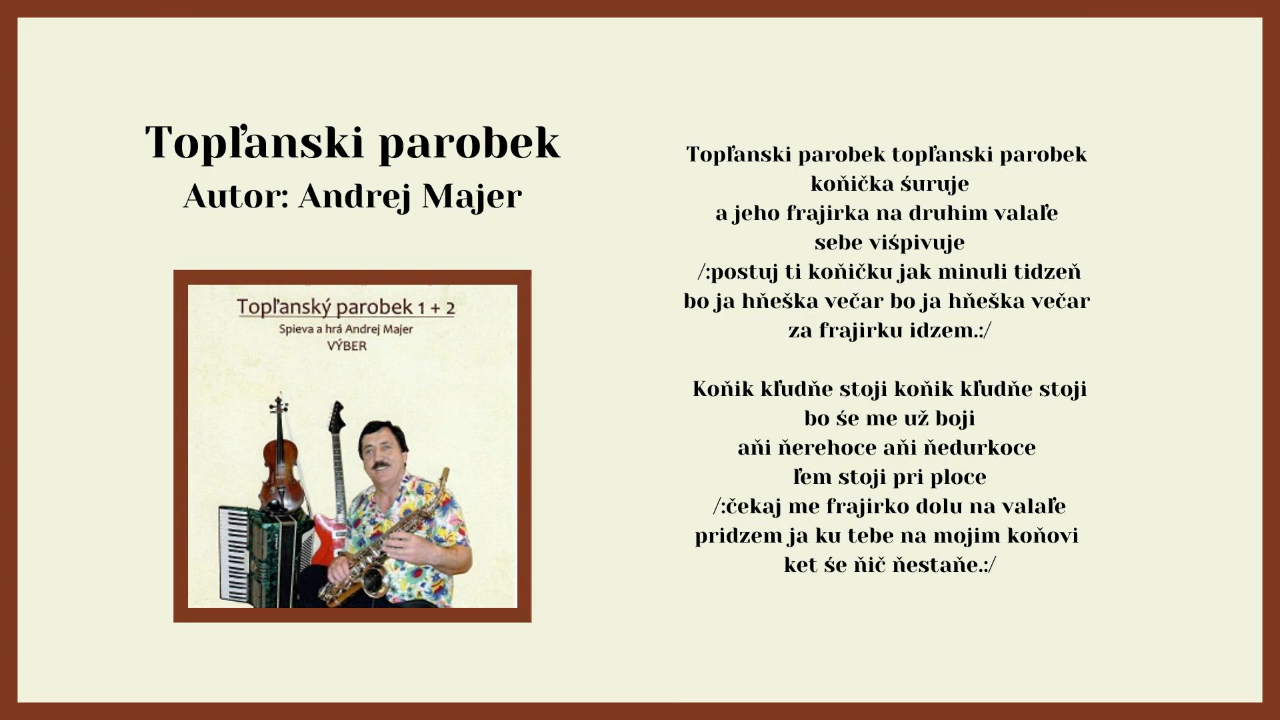 Topľanski parobek
Autor: Andrej Majer
Topľanský parobek 1 + 2
Spieva a hrá Andrej Majer
VÝBER
Topľanski parobek topľanski parobek
koňička śuruje
a jeho frajirka na druhim valaľe
sebe viśpivuje
/:postuj ti koňičku jak minuli tidzeň
bo ja hňeška večar bo ja hňeška večar
za frajirku idzem.:/
Koňik kľudňe stoji koňik kľudňe stoji
bo śe me už boji
aňi ňerehoce aňi ňedurkoce
ľem stoji pri ploce
/:čekaj me frajirko dolu na valaľe
pridzem ja ku tebe na mojim koňovi
ket śe ňič ňestaňe.:/